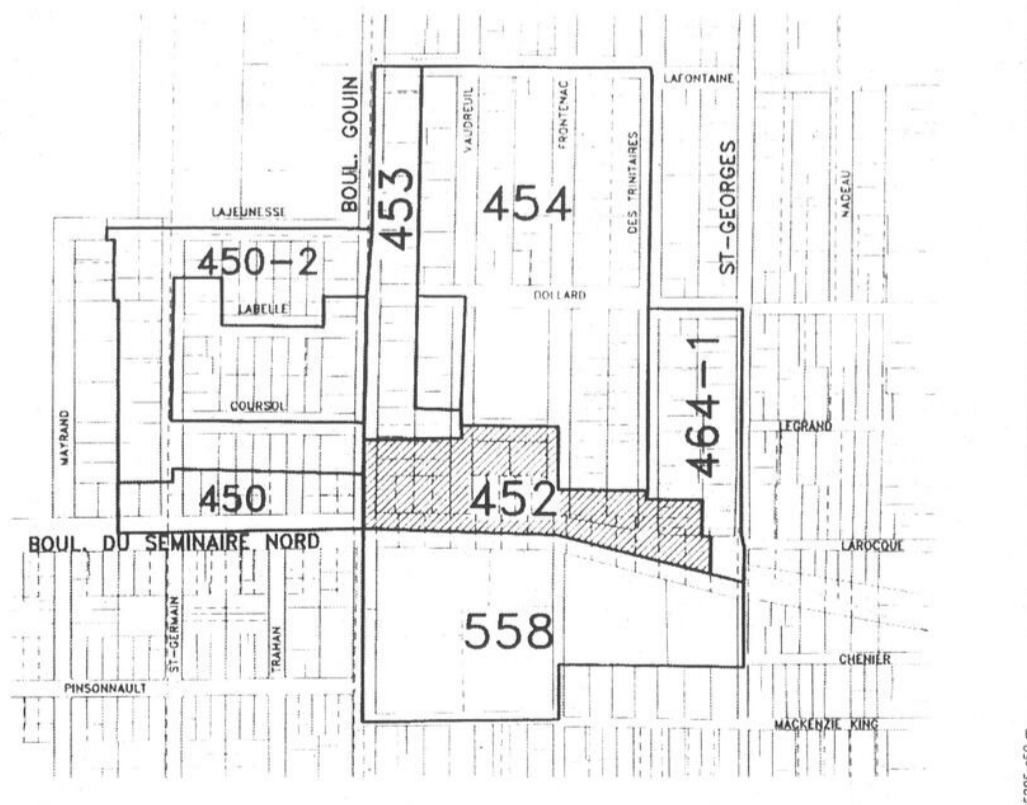 LAFONTAINE
BOUL. GOUIN
VAUDREUIL
FRONTENAC
DES TRINITAIRES
ST-GEORGES
NADEAU
453
454
LAJEUNESSE
450-2
LABELLE
DOLLARD
464-1
COURSOL
MAYRAND
LEGRAND
450
452
BOUL. DU SEMINAIRE NORD
LAROCQUE
ST-GERMAIN
TRAHAN
558
CHENIER
PINSONNAULT
MACKENZIE KING